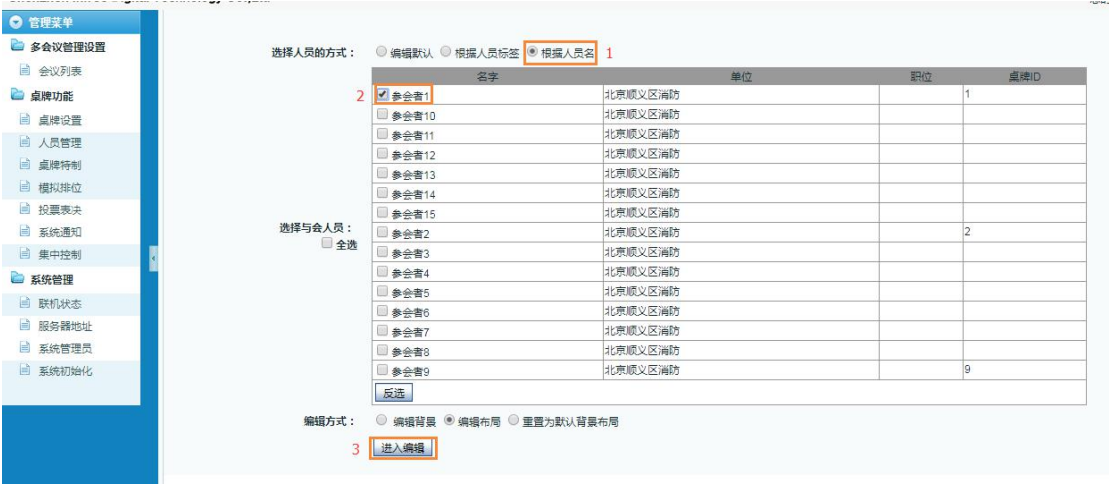 管理菜单
多会议管理设置
会议列表
桌牌功能
桌牌设置
人员管理
桌牌特制
模拟排位
投票表决
系统通知
集中控制
系统管理
联机状态
服务器地址
系统管理员
系统初始化
选择人员的方式： 编辑默认 根据人员标签 根据人员名 1
名字 单位 职位 桌牌ID
2 参会者1 北京顺义区消防 1
参会者10 北京顺义区消防
参会者11 北京顺义区消防
参会者12 北京顺义区消防
参会者13 北京顺义区消防
参会者14 北京顺义区消防
参会者15 北京顺义区消防
选择与会人员：
全选
参会者2 北京顺义区消防 2
参会者3 北京顺义区消防
参会者4 北京顺义区消防
参会者5 北京顺义区消防
参会者6 北京顺义区消防
参会者7 北京顺义区消防
参会者8 北京顺义区消防
参会者9 北京顺义区消防 9
反选
编辑方式： 编辑背景 编辑布局 重置为默认背景布局
3 进入编辑